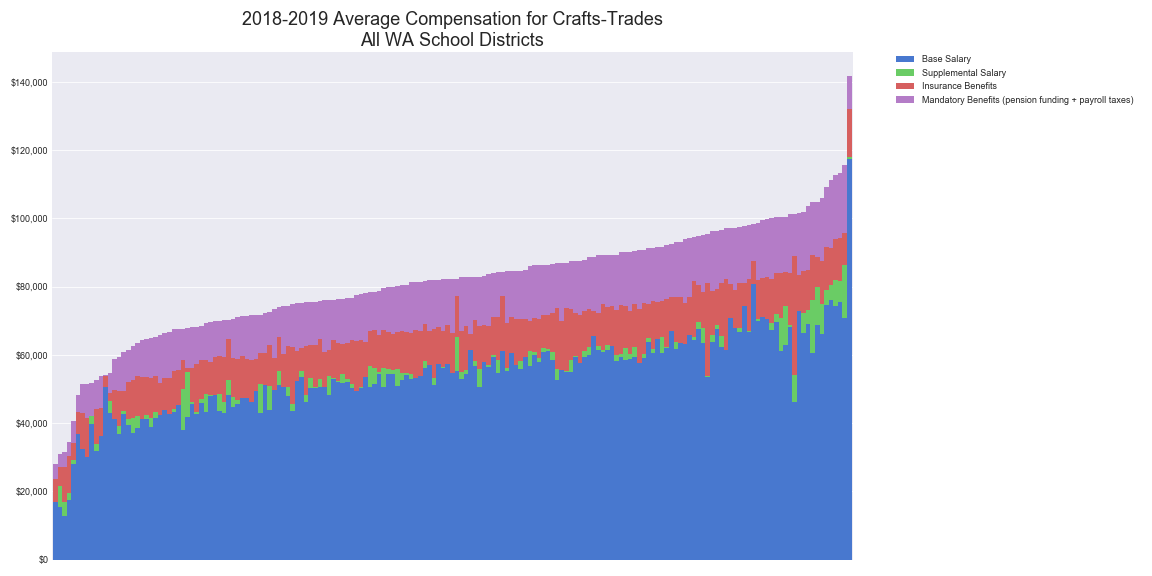 2018-2019 Average Compensation for Crafts-Trades
All WA School Districts
Base Salary
Supplemental Salary
Insurance Benefits
Mandatory Benefits (pension funding + payroll taxes)
$140,000
$120,000
$100,000
$80,000
$60,000
$40,000
$20,000
$0